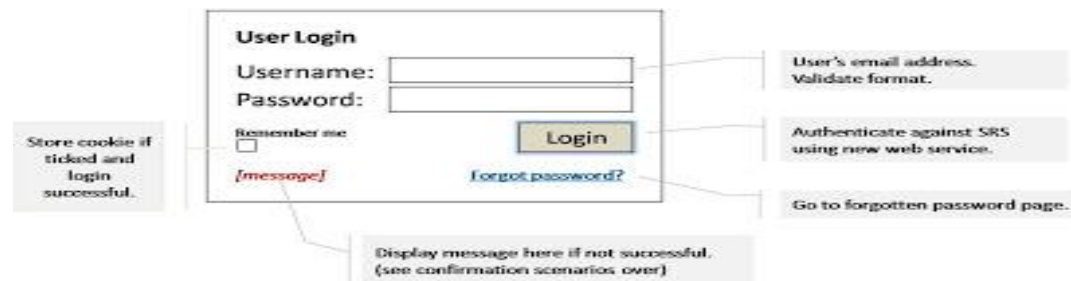 User Login
Username:
Password:
Remember me
Login
[message]
Forgot password?
User's email address.
Validate format.
Authenticate against SRS
using new web service.
Go to forgotten password page.
Store cookie if
ticked and
login
successful.
Display message here if not successful.
(see confirmation scenarios over)